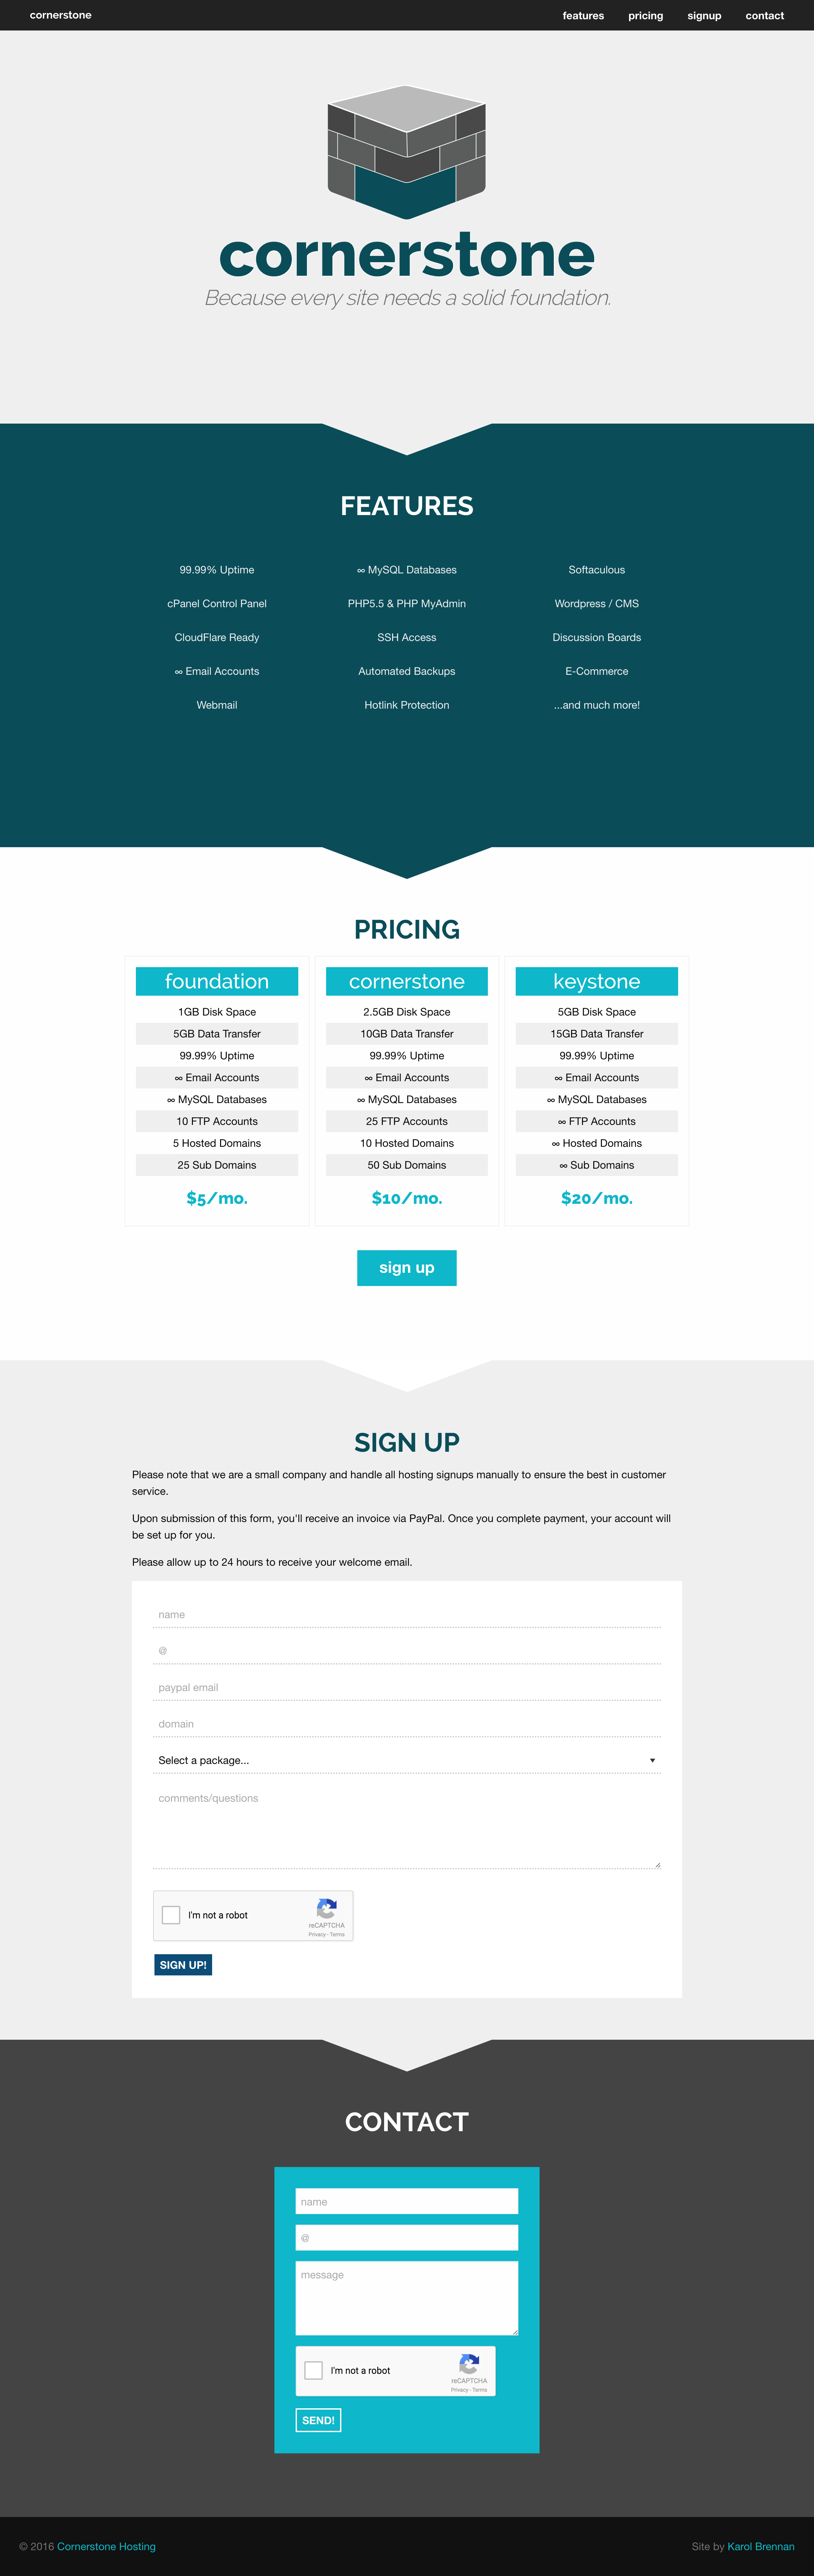 cornerstone
features pricing signup contact
cornerstone
Because every site needs a solid foundation.
FEATURES
99.99% Uptime
cPanel Control Panel
CloudFlare Ready
∞ Email Accounts
Webmail
∞ MySQL Databases
PHP5.5 & PHP MyAdmin
SSH Access
Automated Backups
Hotlink Protection
Softaculous
Wordpress / CMS
Discussion Boards
E-Commerce
...and much more!
PRICING
foundation
1GB Disk Space
5GB Data Transfer
99.99% Uptime
∞ Email Accounts
∞ MySQL Databases
10 FTP Accounts
5 Hosted Domains
25 Sub Domains
$5/mo.
cornerstone
2.5GB Disk Space
10GB Data Transfer
99.99% Uptime
∞ Email Accounts
∞ MySQL Databases
25 FTP Accounts
10 Hosted Domains
50 Sub Domains
$10/mo.
keystone
5GB Disk Space
15GB Data Transfer
99.99% Uptime
∞ Email Accounts
∞ MySQL Databases
∞ FTP Accounts
∞ Hosted Domains
∞ Sub Domains
$20/mo.
sign up
SIGN UP
Please note that we are a small company and handle all hosting signups manually to ensure the best in customer
service.
Upon submission of this form, you'll receive an invoice via PayPal. Once you complete payment, your account will
be set up for you.
Please allow up to 24 hours to receive your welcome email.
name
@
paypal email
domain
Select a package...
comments/questions
I'm not a robot
reCAPTCHA
Privacy - Terms
SIGN UP!
CONTACT
name
@
message
I'm not a robot
reCAPTCHA
Privacy - Terms
SEND!
© 2016 Cornerstone Hosting
Site by Karol Brennan